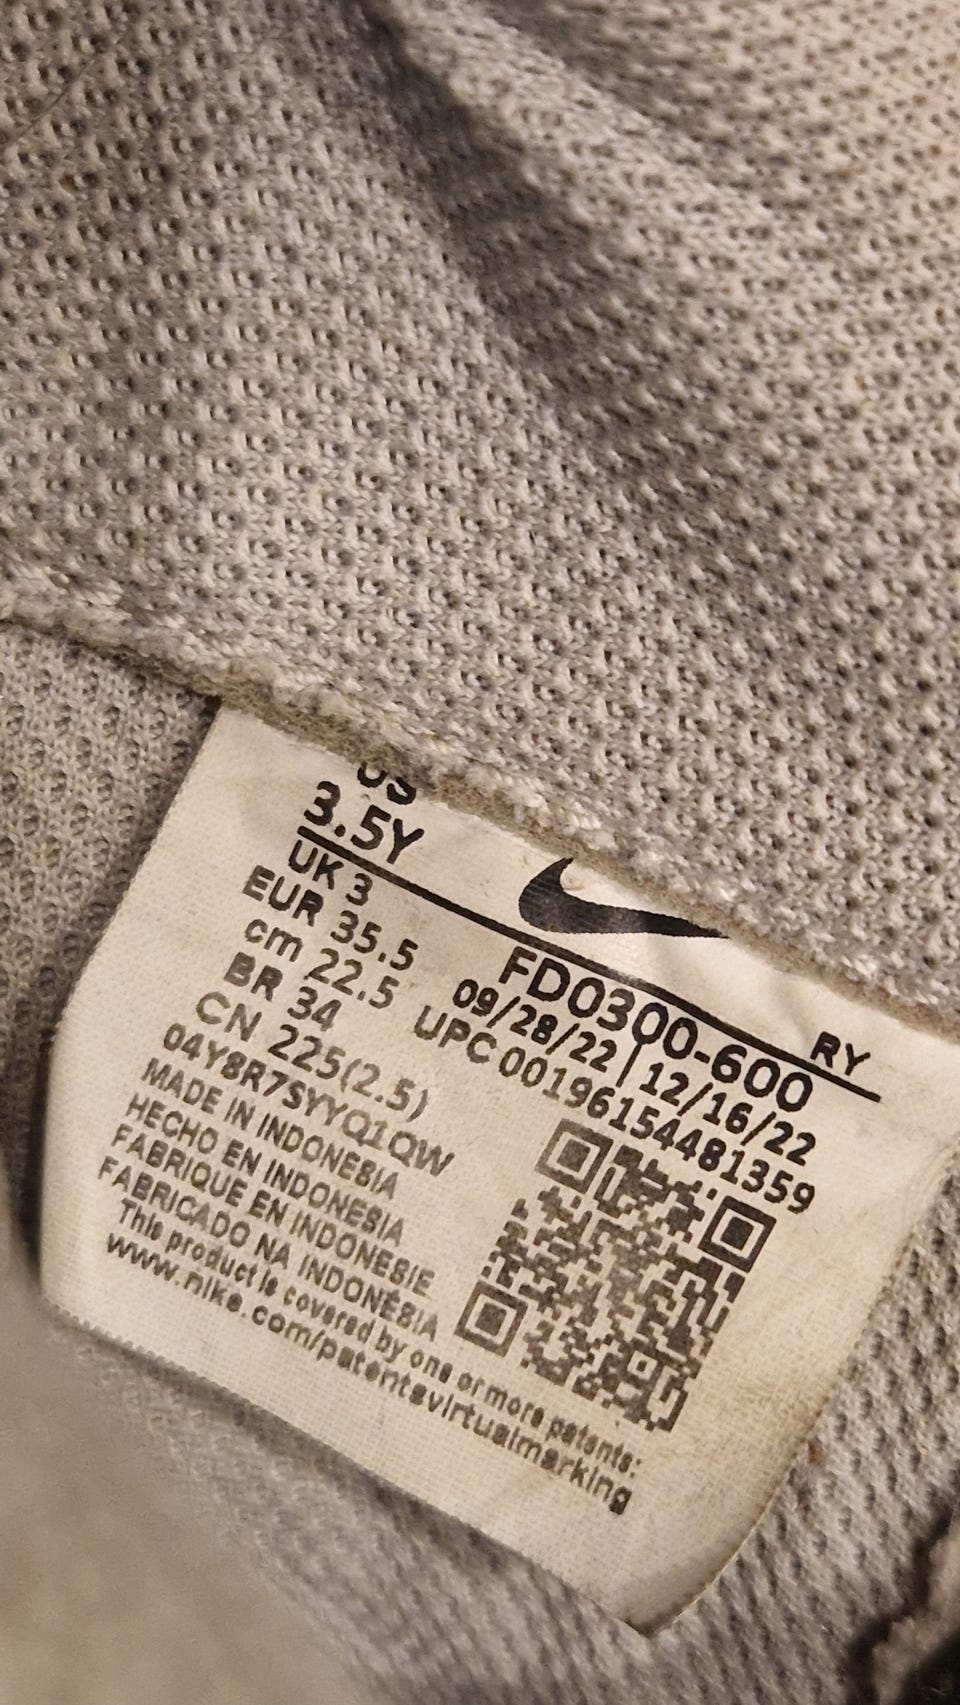 US
3.5Y
UK 3
EUR 35.5
cm 22.5
BR 34
CN 225(2.5)
04Y8R7SYYQ1QW
RY
FD0300-600
09/28/22|12/16/22
UPC 00196154481359
MADE IN INDONESIA
HECHO EN INDONESIA
FABRIQUE EN INDONESIE
FABRICADO NA INDONÉSIA
This product is covered by one or more patents:
www.nike.com/patentsvirtualmarking